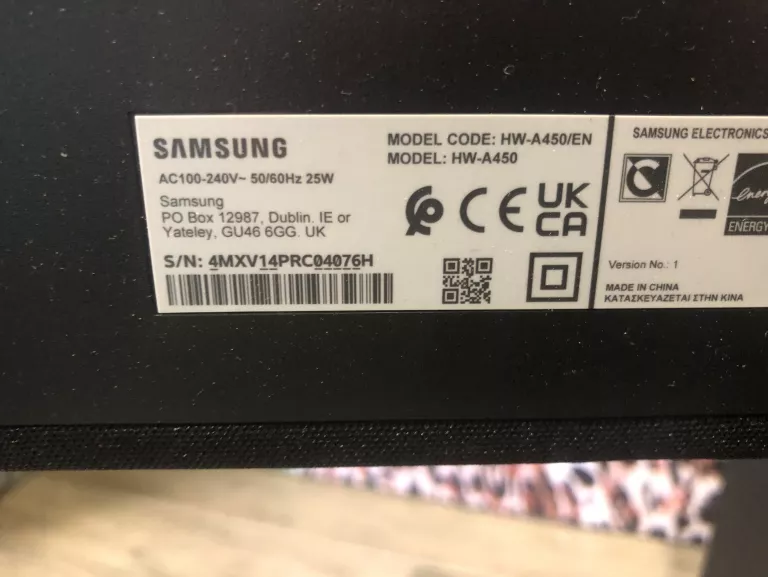 SAMSUNG
AC100-240V~ 50/60Hz 25W
Samsung
PO Box 12987, Dublin. IE or
Yateley, GU46 6GG. UK
S/N: 4MXV14PRC04076H
MODEL CODE: HW-A450/EN
MODEL: HW-A450
CE
UK
CA
SAMSUNG ELECTRONICS
ENERGY
Version No.: 1
MADE IN CHINA
ΚΑΤΑΣΚΕΥΑΖΕΤΑΙ ΣΤΗΝ ΚΙΝΑ